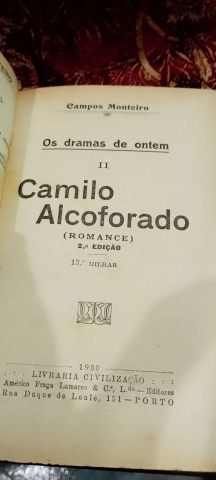 Campos Monteiro
Os dramas de ontem
II
Camilo
Alcoforado
(ROMANCE)
2.ª EDIÇÃO
13.º MILHAR
1930
::: LIVRARIA CIVILIZAÇÃO :::
Américo Fraga Lamares & C.ª, L.da — Editores
Rua Duque de Loulé, 151 — PORTO